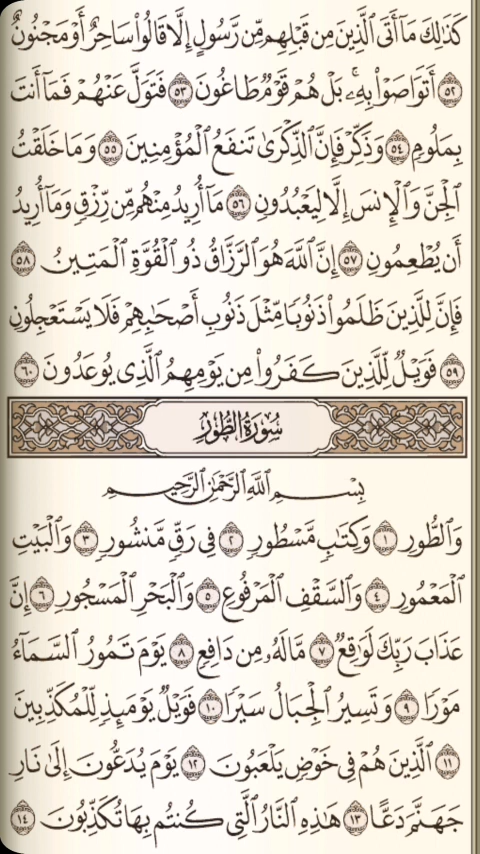 كَذَٰلِكَ مَآ أَتَى ٱلَّذِينَ مِن قَبْلِهِم مِّن رَّسُولٍ إِلَّا قَالُوا۟ سَاحِرٌ أَوْ مَجْنُونٌ
٥٢ أَتَوَاصَوْا۟ بِهِۦ ۚ بَلْ هُمْ قَوْمٌ طَاغُونَ ٥٣ فَتَوَلَّ عَنْهُمْ فَمَآ أَنتَ
بِمَلُومٍ ٥٤ وَذَكِّرْ فَإِنَّ ٱلذِّكْرَىٰ تَنفَعُ ٱلْمُؤْمِنِينَ ٥٥ وَمَا خَلَقْتُ
ٱلْجِنَّ وَٱلْإِنسَ إِلَّا لِيَعْبُدُونِ ٥٦ مَآ أُرِيدُ مِنْهُم مِّن رِّزْقٍ وَمَآ أُرِيدُ
أَن يُطْعِمُونِ ٥٧ إِنَّ ٱللَّهَ هُوَ ٱلرَّزَّاقُ ذُو ٱلْقُوَّةِ ٱلْمَتِينُ ٥٨
فَإِنَّ لِلَّذِينَ ظَلَمُوا۟ ذَنُوبًا مِّثْلَ ذَنُوبِ أَصْحَٰبِهِمْ فَلَا يَسْتَعْجِلُونِ
٥٩ فَوَيْلٌ لِّلَّذِينَ كَفَرُوا۟ مِن يَوْمِهِمُ ٱلَّذِى يُوعَدُونَ ٦٠
سُورَةُ الطُّورِ
بِسْمِ ٱللَّهِ ٱلرَّحْمَٰنِ ٱلرَّحِيمِ
وَٱلطُّورِ ١ وَكِتَٰبٍ مَّسْطُورٍ ٢ فِى رَقٍّ مَّنشُورٍ ٣ وَٱلْبَيْتِ
ٱلْمَعْمُورِ ٤ وَٱلسَّقْفِ ٱلْمَرْفُوعِ ٥ وَٱلْبَحْرِ ٱلْمَسْجُورِ ٦ إِنَّ
عَذَابَ رَبِّكَ لَوَٰقِعٌ ٧ مَّا لَهُۥ مِن دَافِعٍ ٨ يَوْمَ تَمُورُ ٱلسَّمَآءُ
مَوْرًا ٩ وَتَسِيرُ ٱلْجِبَالُ سَيْرًا ١٠ فَوَيْلٌ يَوْمَئِذٍ لِّلْمُكَذِّبِينَ
١١ ٱلَّذِينَ هُمْ فِى خَوْضٍ يَلْعَبُونَ ١٢ يَوْمَ يُدَعُّونَ إِلَىٰ نَارِ
جَهَنَّمَ دَعًّا ١٣ هَٰذِهِ ٱلنَّارُ ٱلَّتِى كُنتُم بِهَا تُكَذِّبُونَ ١٤